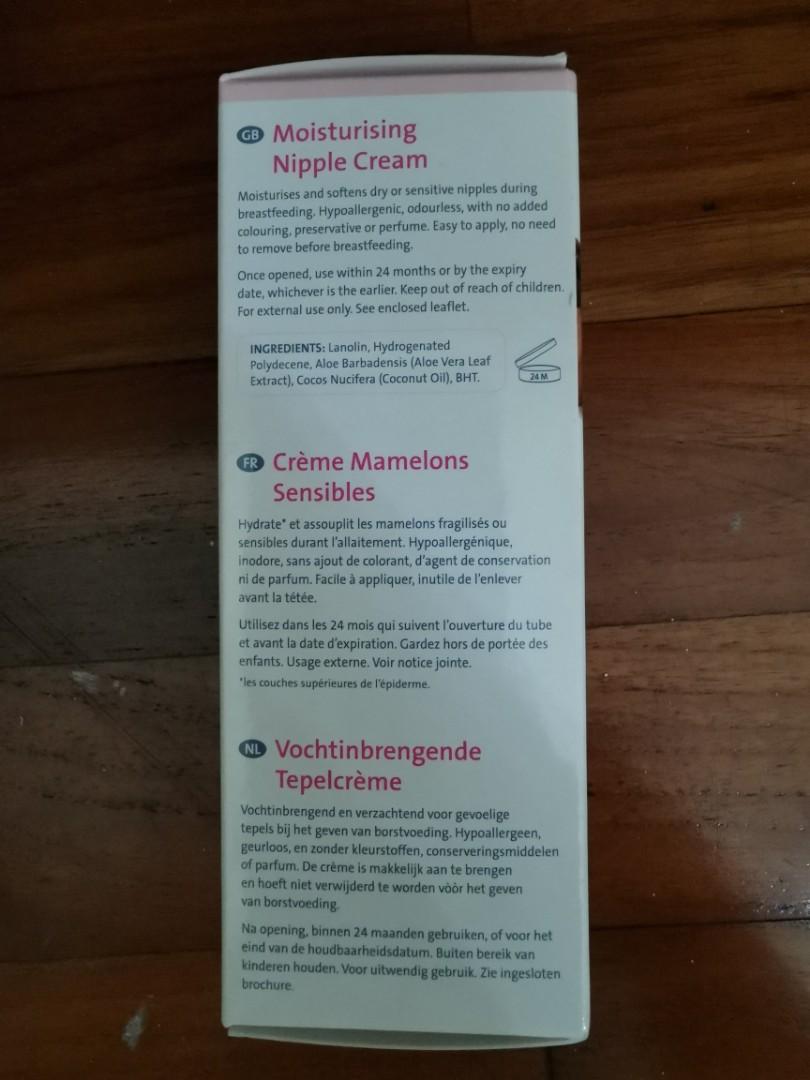 GB Moisturising
Nipple Cream
Moisturises and softens dry or sensitive nipples during
breastfeeding. Hypoallergenic, odourless, with no added
colouring, preservative or perfume. Easy to apply, no need
to remove before breastfeeding.
Once opened, use within 24 months or by the expiry
date, whichever is the earlier. Keep out of reach of children.
For external use only. See enclosed leaflet.
INGREDIENTS: Lanolin, Hydrogenated
Polydecene, Aloe Barbadensis (Aloe Vera Leaf
Extract), Cocos Nucifera (Coconut Oil), BHT.
24 M
FR Crème Mamelons
Sensibles
Hydrate* et assouplit les mamelons fragilisés ou
sensibles durant l'allaitement. Hypoallergénique,
inodore, sans ajout de colorant, d'agent de conservation
ni de parfum. Facile à appliquer, inutile de l'enlever
avant la tétée.
Utilisez dans les 24 mois qui suivent l'ouverture du tube
et avant la date d'expiration. Gardez hors de portée des
enfants. Usage externe. Voir notice jointe.
*les couches supérieures de l'épiderme.
NL Vochtinbrengende
Tepelcrème
Vochtinbrengend en verzachtend voor gevoelige
tepels bij het geven van borstvoeding. Hypoallergeen,
geurloos, en zonder kleurstoffen, conserveringsmiddelen
of parfum. De crème is makkelijk aan te brengen
en hoeft niet verwijderd te worden vòòr het geven
van borstvoeding.
Na opening, binnen 24 maanden gebruiken, of voor het
eind van de houdbaarheidsdatum. Buiten bereik van
kinderen houden. Voor uitwendig gebruik. Zie ingesloten
brochure.